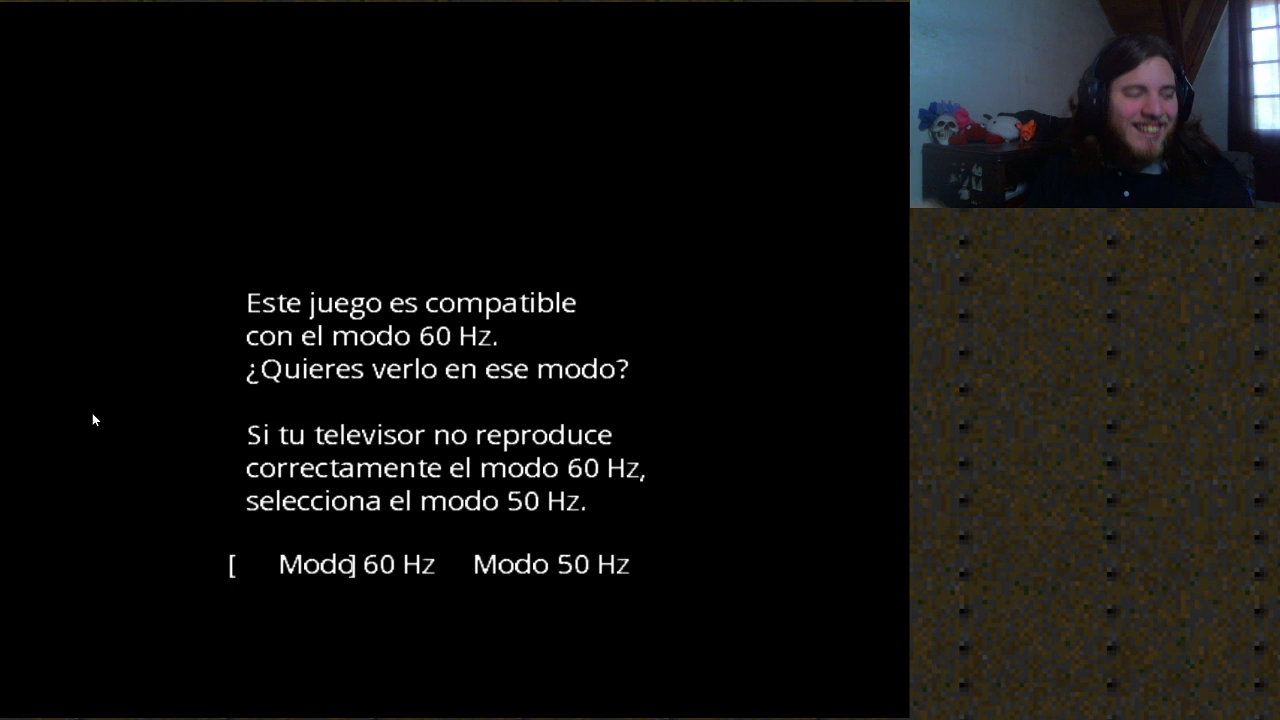 Este juego es compatible
con el modo 60 Hz.
¿Quieres verlo en ese modo?
Si tu televisor no reproduce
correctamente el modo 60 Hz,
selecciona el modo 50 Hz.
[ Modo] 60 Hz Modo 50 Hz